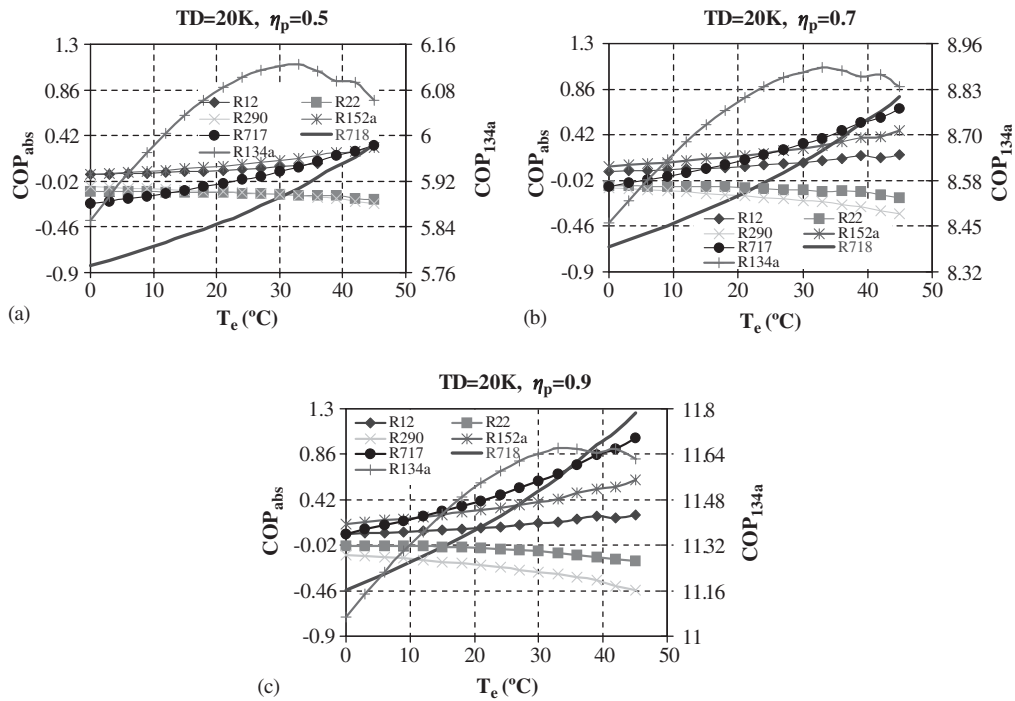 TD=20K, ηp=0.5
1.3
0.86
0.42
-0.02
-0.46
-0.9
COPabs
6.16
6.08
6
5.92
5.84
5.76
COP134a
R12
R22
R290
R152a
R717
R718
R134a
0 10 20 30 40 50
Te (ºC)
(a)
TD=20K, ηp=0.7
1.3
0.86
0.42
-0.02
-0.46
-0.9
COPabs
8.96
8.83
8.70
8.58
8.45
8.32
COP134a
R12
R22
R290
R152a
R717
R718
R134a
0 10 20 30 40 50
Te (ºC)
(b)
TD=20K, ηp=0.9
1.3
0.86
0.42
-0.02
-0.46
-0.9
COPabs
11.8
11.64
11.48
11.32
11.16
11
COP134a
R12
R22
R290
R152a
R717
R718
R134a
0 10 20 30 40 50
Te (ºC)
(c)